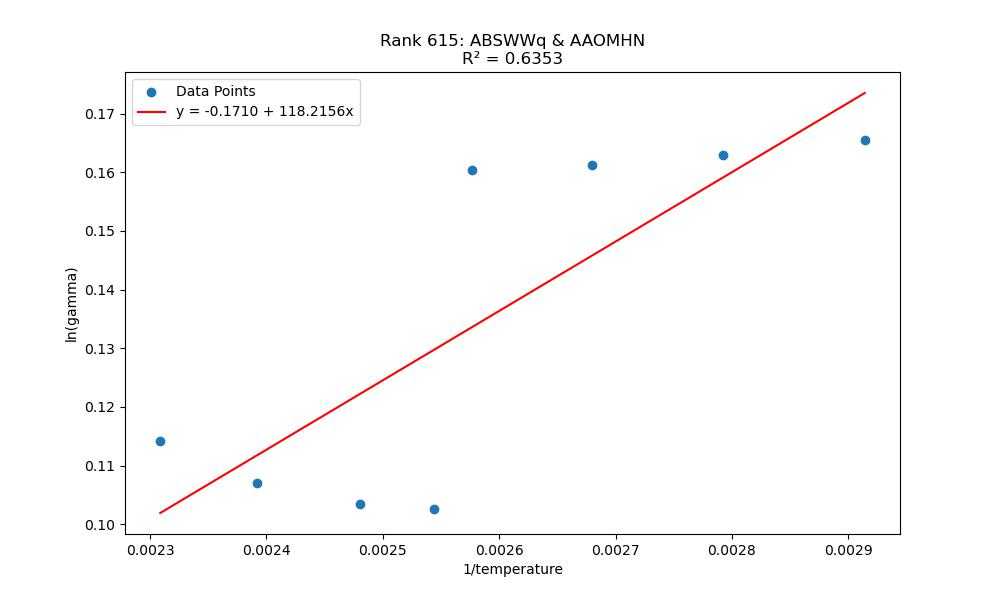 Rank 615: ABSWWq & AAOMHN
R² = 0.6353
Data Points
y = -0.1710 + 118.2156x
0.17
0.16
0.15
0.14
0.13
0.12
0.11
0.10
ln(gamma)
0.0023 0.0024 0.0025 0.0026 0.0027 0.0028 0.0029
1/temperature